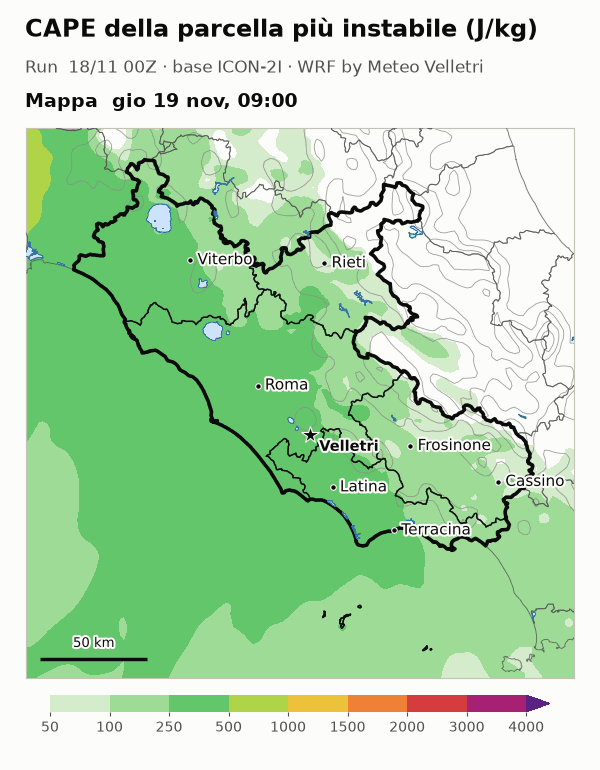 CAPE della parcella più instabile (J/kg)
Run  18/11 00Z · base ICON-2I · WRF by Meteo Velletri
Mappa  gio 19 nov, 09:00
Viterbo
Rieti
Roma
Velletri
Frosinone
Cassino
Latina
Terracina
50 km
50 100 250 500 1000 1500 2000 3000 4000